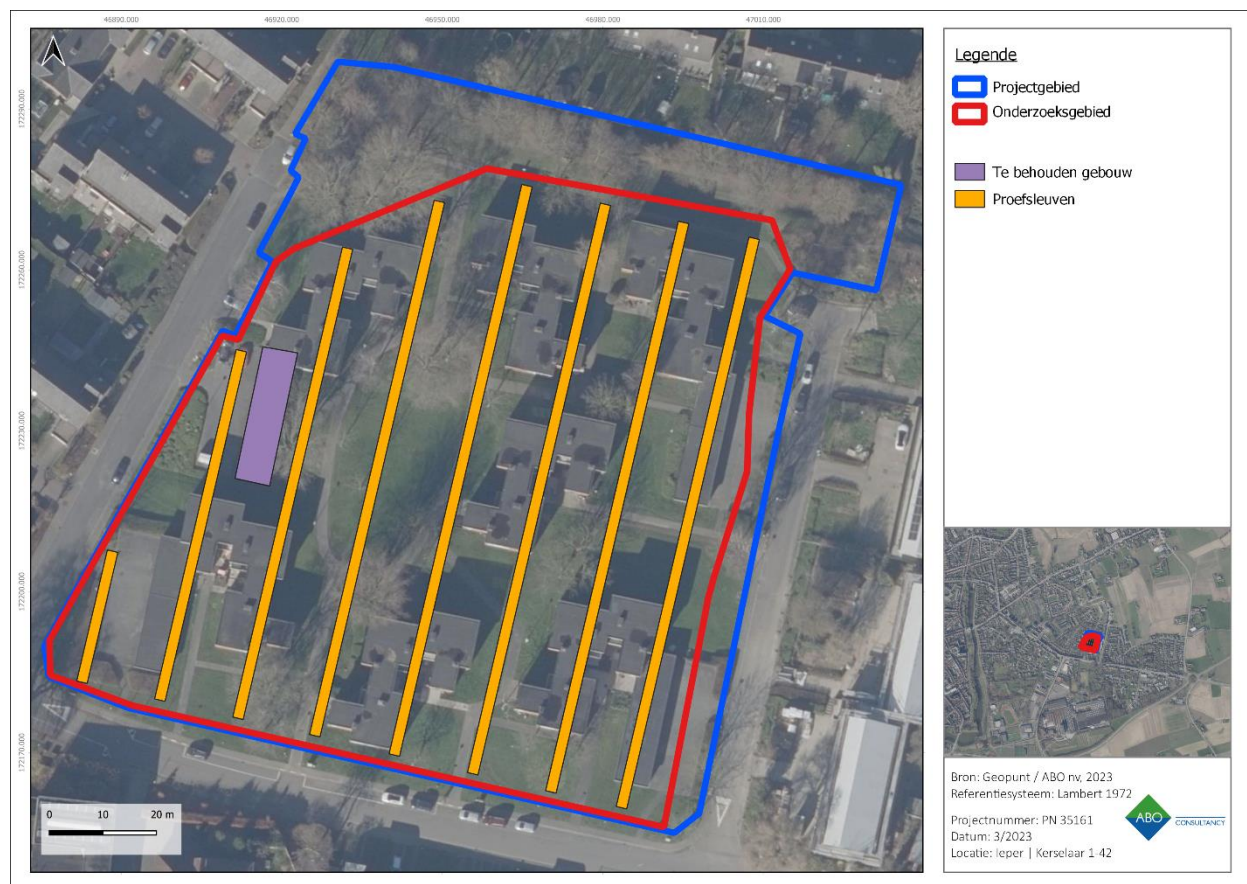 46890.000
46920.000
46950.000
46980.000
47010.000
172290.000
172260.000
172230.000
172200.000
172170.000
0 10 20 m
Legende
Projectgebied
Onderzoeksgebied
Te behouden gebouw
Proefsleuven
Bron: Geopunt / ABO nv, 2023
Referentiesysteem: Lambert 1972
Projectnummer: PN 35161
Datum: 3/2023
Locatie: Ieper | Kerselaar 1-42
ABO
CONSULTANCY